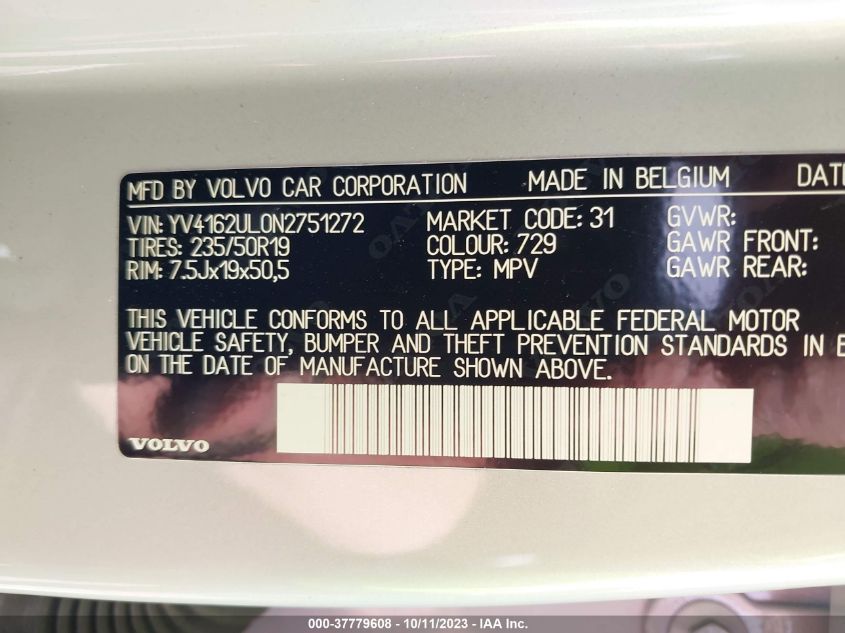 MFD BY VOLVO CAR CORPORATION MADE IN BELGIUM DATE
VIN: YV4162UL0N2751272 MARKET CODE: 31 GVWR:
TIRES: 235/50R19 COLOUR: 729 GAWR FRONT:
RIM: 7.5Jx19x50,5 TYPE: MPV GAWR REAR:
THIS VEHICLE CONFORMS TO ALL APPLICABLE FEDERAL MOTOR
VEHICLE SAFETY, BUMPER AND THEFT PREVENTION STANDARDS IN E
ON THE DATE OF MANUFACTURE SHOWN ABOVE.
VOLVO
000-37779608 - 10/11/2023 - IAA Inc.